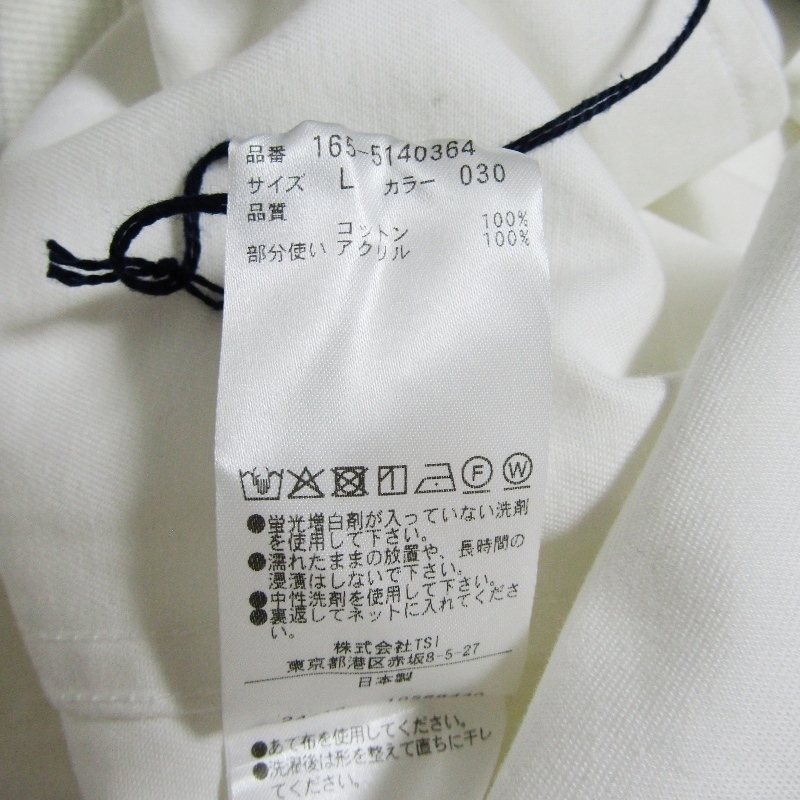 品番 165-5140364
サイズ L カラー 030
品質
コットン 100%
部分使い アクリル 100%
F W
●蛍光増白剤が入っていない洗剤
を使用して下さい。
●濡れたままの放置や、長時間の
浸漬はしないで下さい。
●中性洗剤を使用して下さい。
●裏返してネットに入れてくださ
い。
株式会社TSI
東京都港区赤坂8-5-27
日本製
●あて布を使用してください。
●洗濯後は形を整えて直ちに干し
てください。